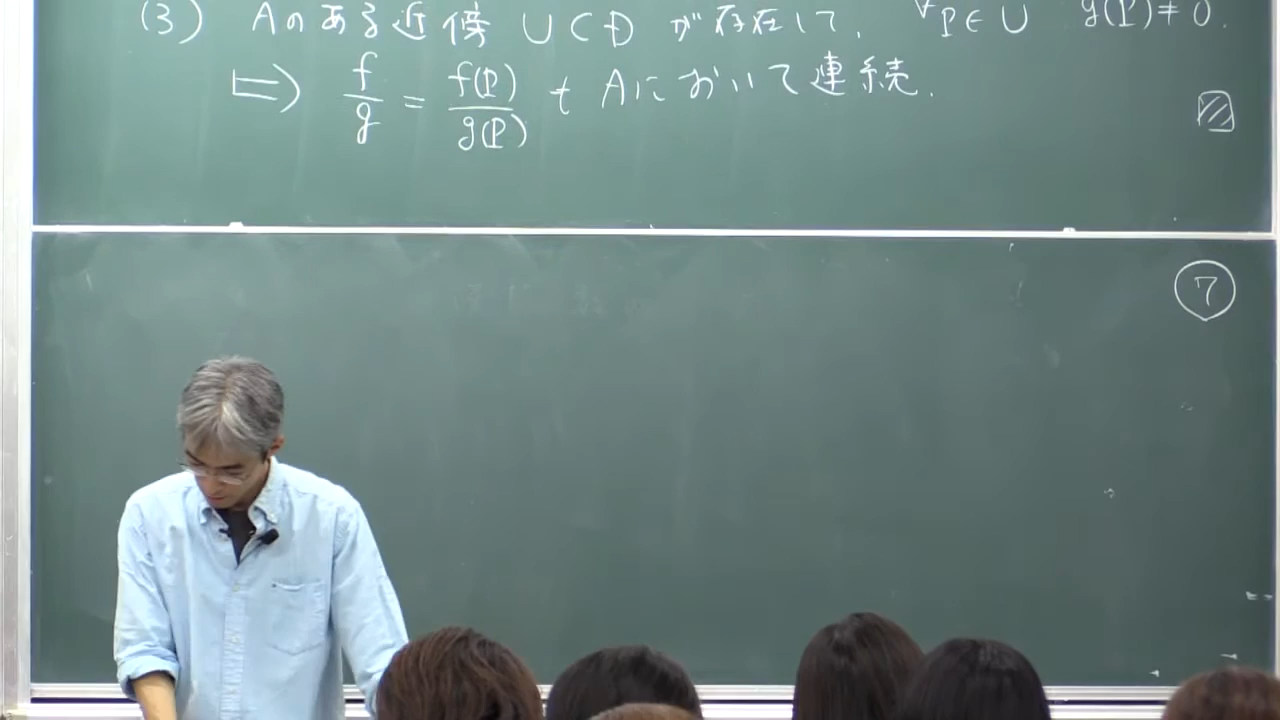 (3) Aのある近傍 U⊂D が存在して、 ∀P∈U g(P)≠0.
⇒ f/g = f(P)/g(P) も Aにおいて連続.
⑦